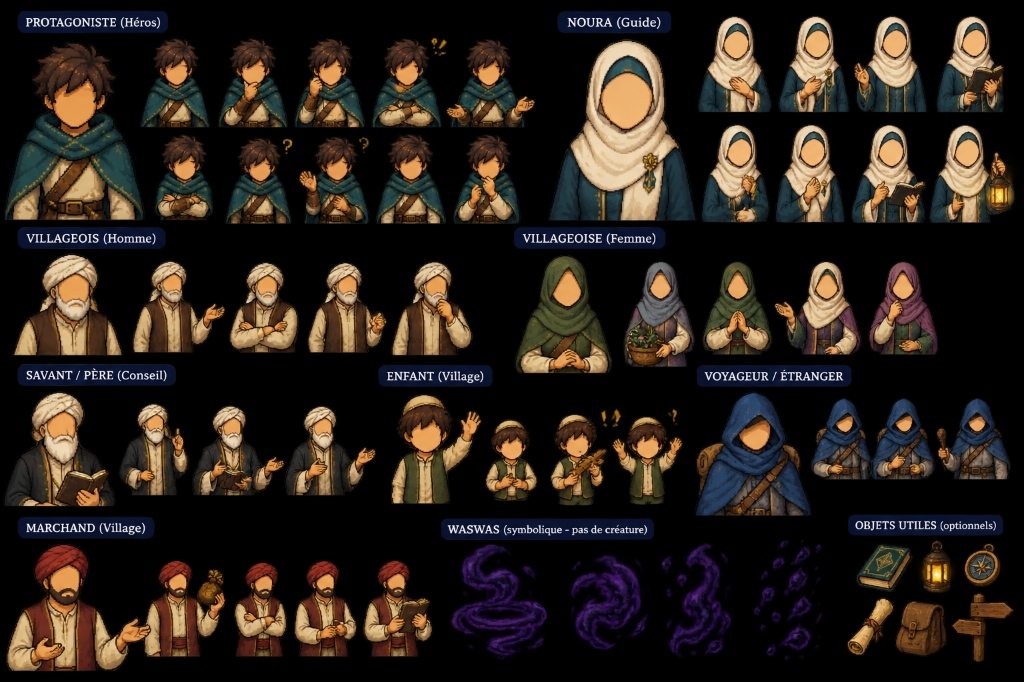 PROTAGONISTE (Héros)
NOURA (Guide)
!
?
?
VILLAGEOIS (Homme)
VILLAGEOISE (Femme)
SAVANT / PÈRE (Conseil)
ENFANT (Village)
VOYAGEUR / ÉTRANGER
MARCHAND (Village)
WASWAS (symbolique - pas de créature)
OBJETS UTILES (optionnels)